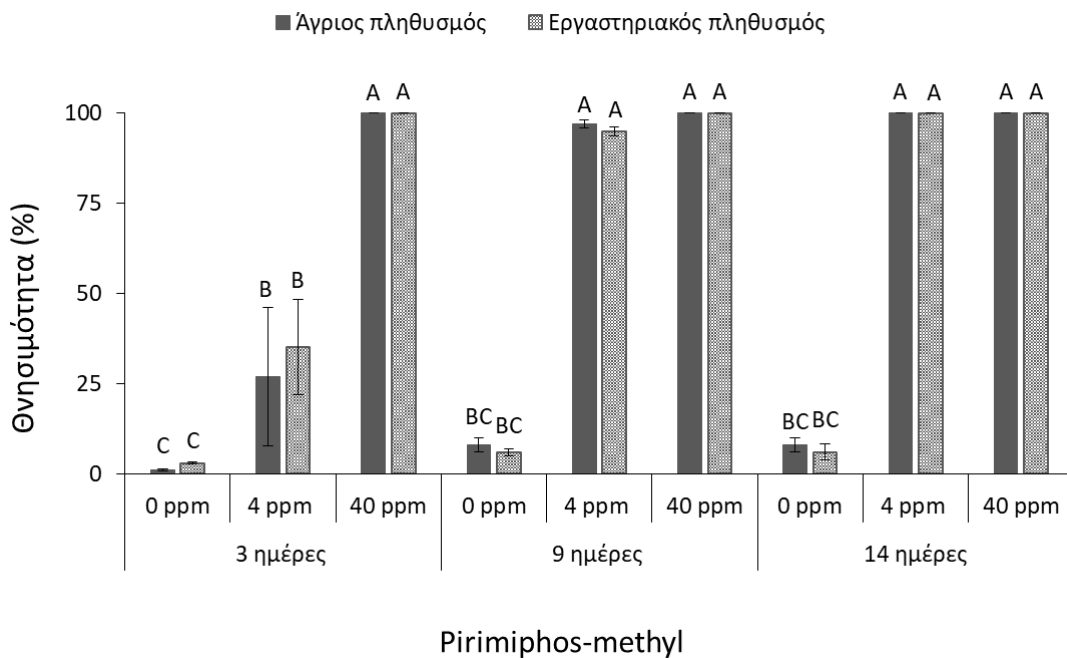 Άγριος πληθυσμός Εργαστηριακός πληθυσμός
A A A A A A A A A A
100
75
B B
50
25
BC BC BC BC
C C
0
Θνησιμότητα (%)
0 ppm 4 ppm 40 ppm 0 ppm 4 ppm 40 ppm 0 ppm 4 ppm 40 ppm
3 ημέρες 9 ημέρες 14 ημέρες
Pirimiphos-methyl